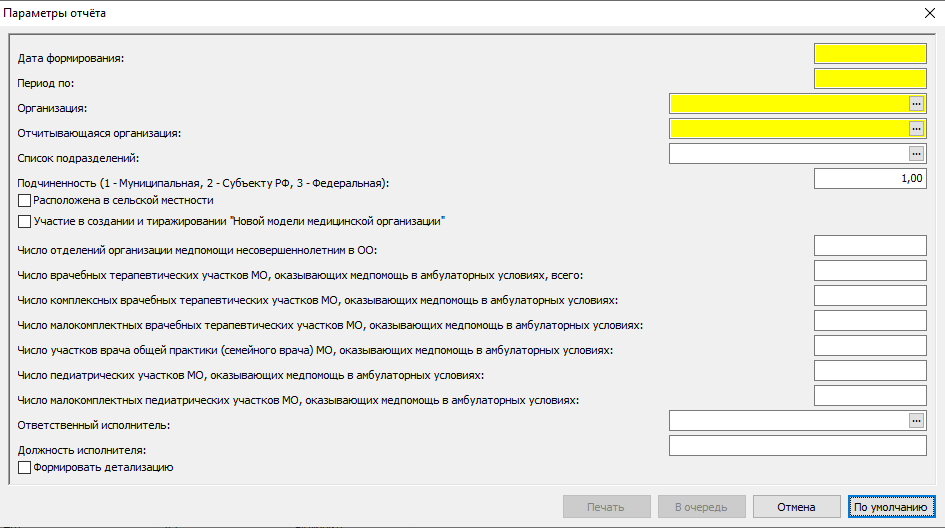 Параметры отчёта
Дата формирования:
Период по:
Организация:
...
Отчитывающаяся организация:
...
Список подразделений:
...
Подчиненность (1 - Муниципальная, 2 - Субъекту РФ, 3 - Федеральная):
1,00
Расположена в сельской местности
Участие в создании и тиражировании "Новой модели медицинской организации"
Число отделений организации медпомощи несовершеннолетним в ОО:
Число врачебных терапевтических участков МО, оказывающих медпомощь в амбулаторных условиях, всего:
Число комплексных врачебных терапевтических участков МО, оказывающих медпомощь в амбулаторных условиях:
Число малокомплектных врачебных терапевтических участков МО, оказывающих медпомощь в амбулаторных условиях:
Число участков врача общей практики (семейного врача) МО, оказывающих медпомощь в амбулаторных условиях:
Число педиатрических участков МО, оказывающих медпомощь в амбулаторных условиях:
Число малокомплектных педиатрических участков МО, оказывающих медпомощь в амбулаторных условиях:
Ответственный исполнитель:
...
Должность исполнителя:
Формировать детализацию
Печать
В очередь
Отмена
По умолчанию